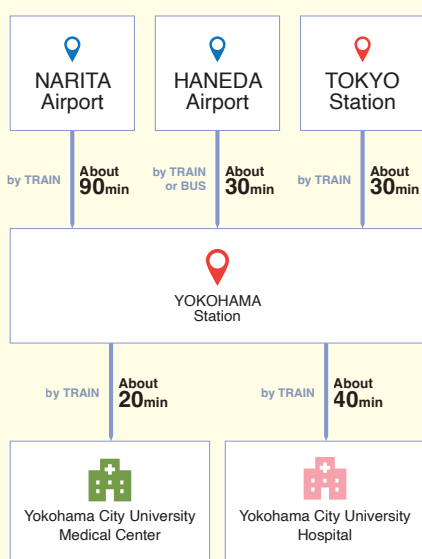 NARITA
Airport
HANEDA
Airport
TOKYO
Station
by TRAIN
About
90min
by TRAIN
or BUS
About
30min
by TRAIN
About
30min
YOKOHAMA
Station
by TRAIN
About
20min
by TRAIN
About
40min
Yokohama City University
Medical Center
Yokohama City University
Hospital